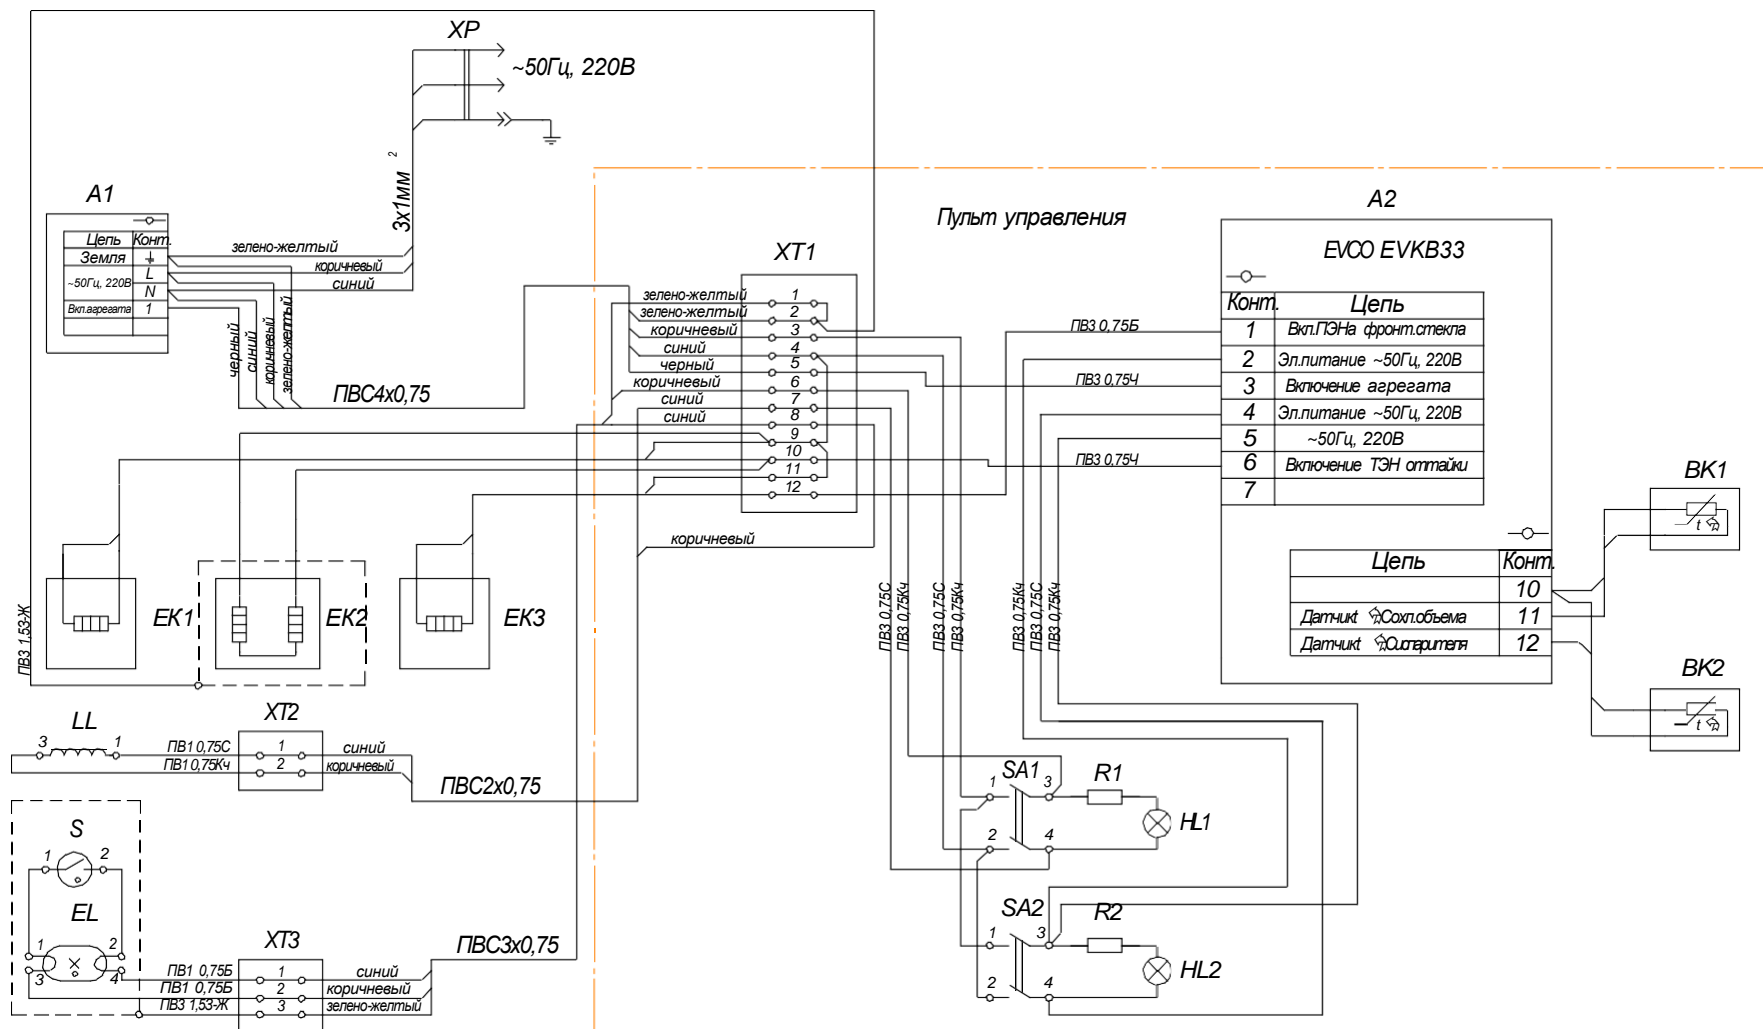 XP
~50Гц, 220В
3х1мм 2
A1
Цепь Конт.
Земля
~50Гц, 220В L
N
Вкл.агрегата 1
зелено-желтый
коричневый
синий
черный
синий
коричневый
зелено-желтый
ПВС4х0,75
Пульт управления
XT1
зелено-желтый 1
зелено-желтый 2
коричневый 3
синий 4
черный 5
коричневый 6
синий 7
синий 8
9
10
11
12
коричневый
A2
EVCO EVKB33
Конт. Цепь
1 Вкл.ПЭНа фронт.стекла
2 Эл.питание ~50Гц, 220В
3 Включение агрегата
4 Эл.питание ~50Гц, 220В
5 ~50Гц, 220В
6 Включение ТЭН оттайки
7
ПВ3 0,75Б
ПВ3 0,75Ч
ПВ3 0,75Ч
Цепь Конт.
10
Датчик t С охл.объема 11
Датчик t С испарителя 12
BK1
t
BK2
t
EK1
EK2
EK3
ПВ3 1,5З-Ж
ПВ3 0,75С
ПВ3 0,75Кч
ПВ3 0,75С
ПВ3 0,75Кч
ПВ3 0,75Кч
ПВ3 0,75С
ПВ3 0,75Кч
LL
3 1
ПВ1 0,75С
ПВ1 0,75Кч
XT2
1 синий
2 коричневый
ПВС2х0,75
SA1
1 3
2 4
R1
HL1
S
1 2
EL
1 2
3 4
ПВ1 0,75Б
ПВ1 0,75Б
ПВ3 1,5З-Ж
XT3
1 синий
2 коричневый
3 зелено-желтый
ПВС3х0,75
SA2
1 3
2 4
R2
HL2